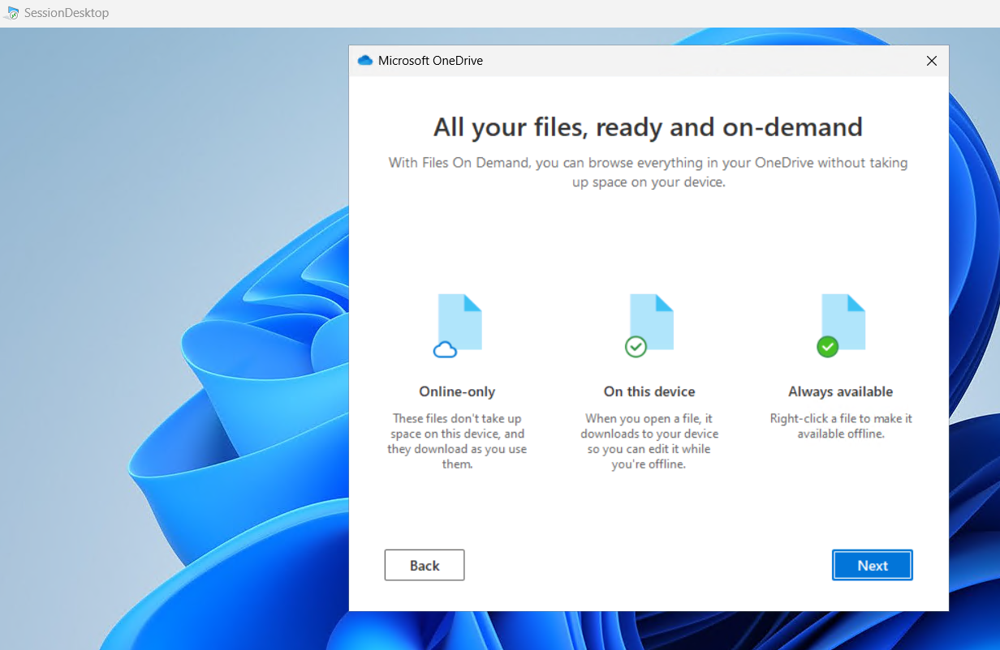 SessionDesktop
Microsoft OneDrive
All your files, ready and on-demand
With Files On Demand, you can browse everything in your OneDrive without taking
up space on your device.
Online-only
These files don't take up
space on this device, and
they download as you use
them.
On this device
When you open a file, it
downloads to your device
so you can edit it while
you're offline.
Always available
Right-click a file to make it
available offline.
Back
Next